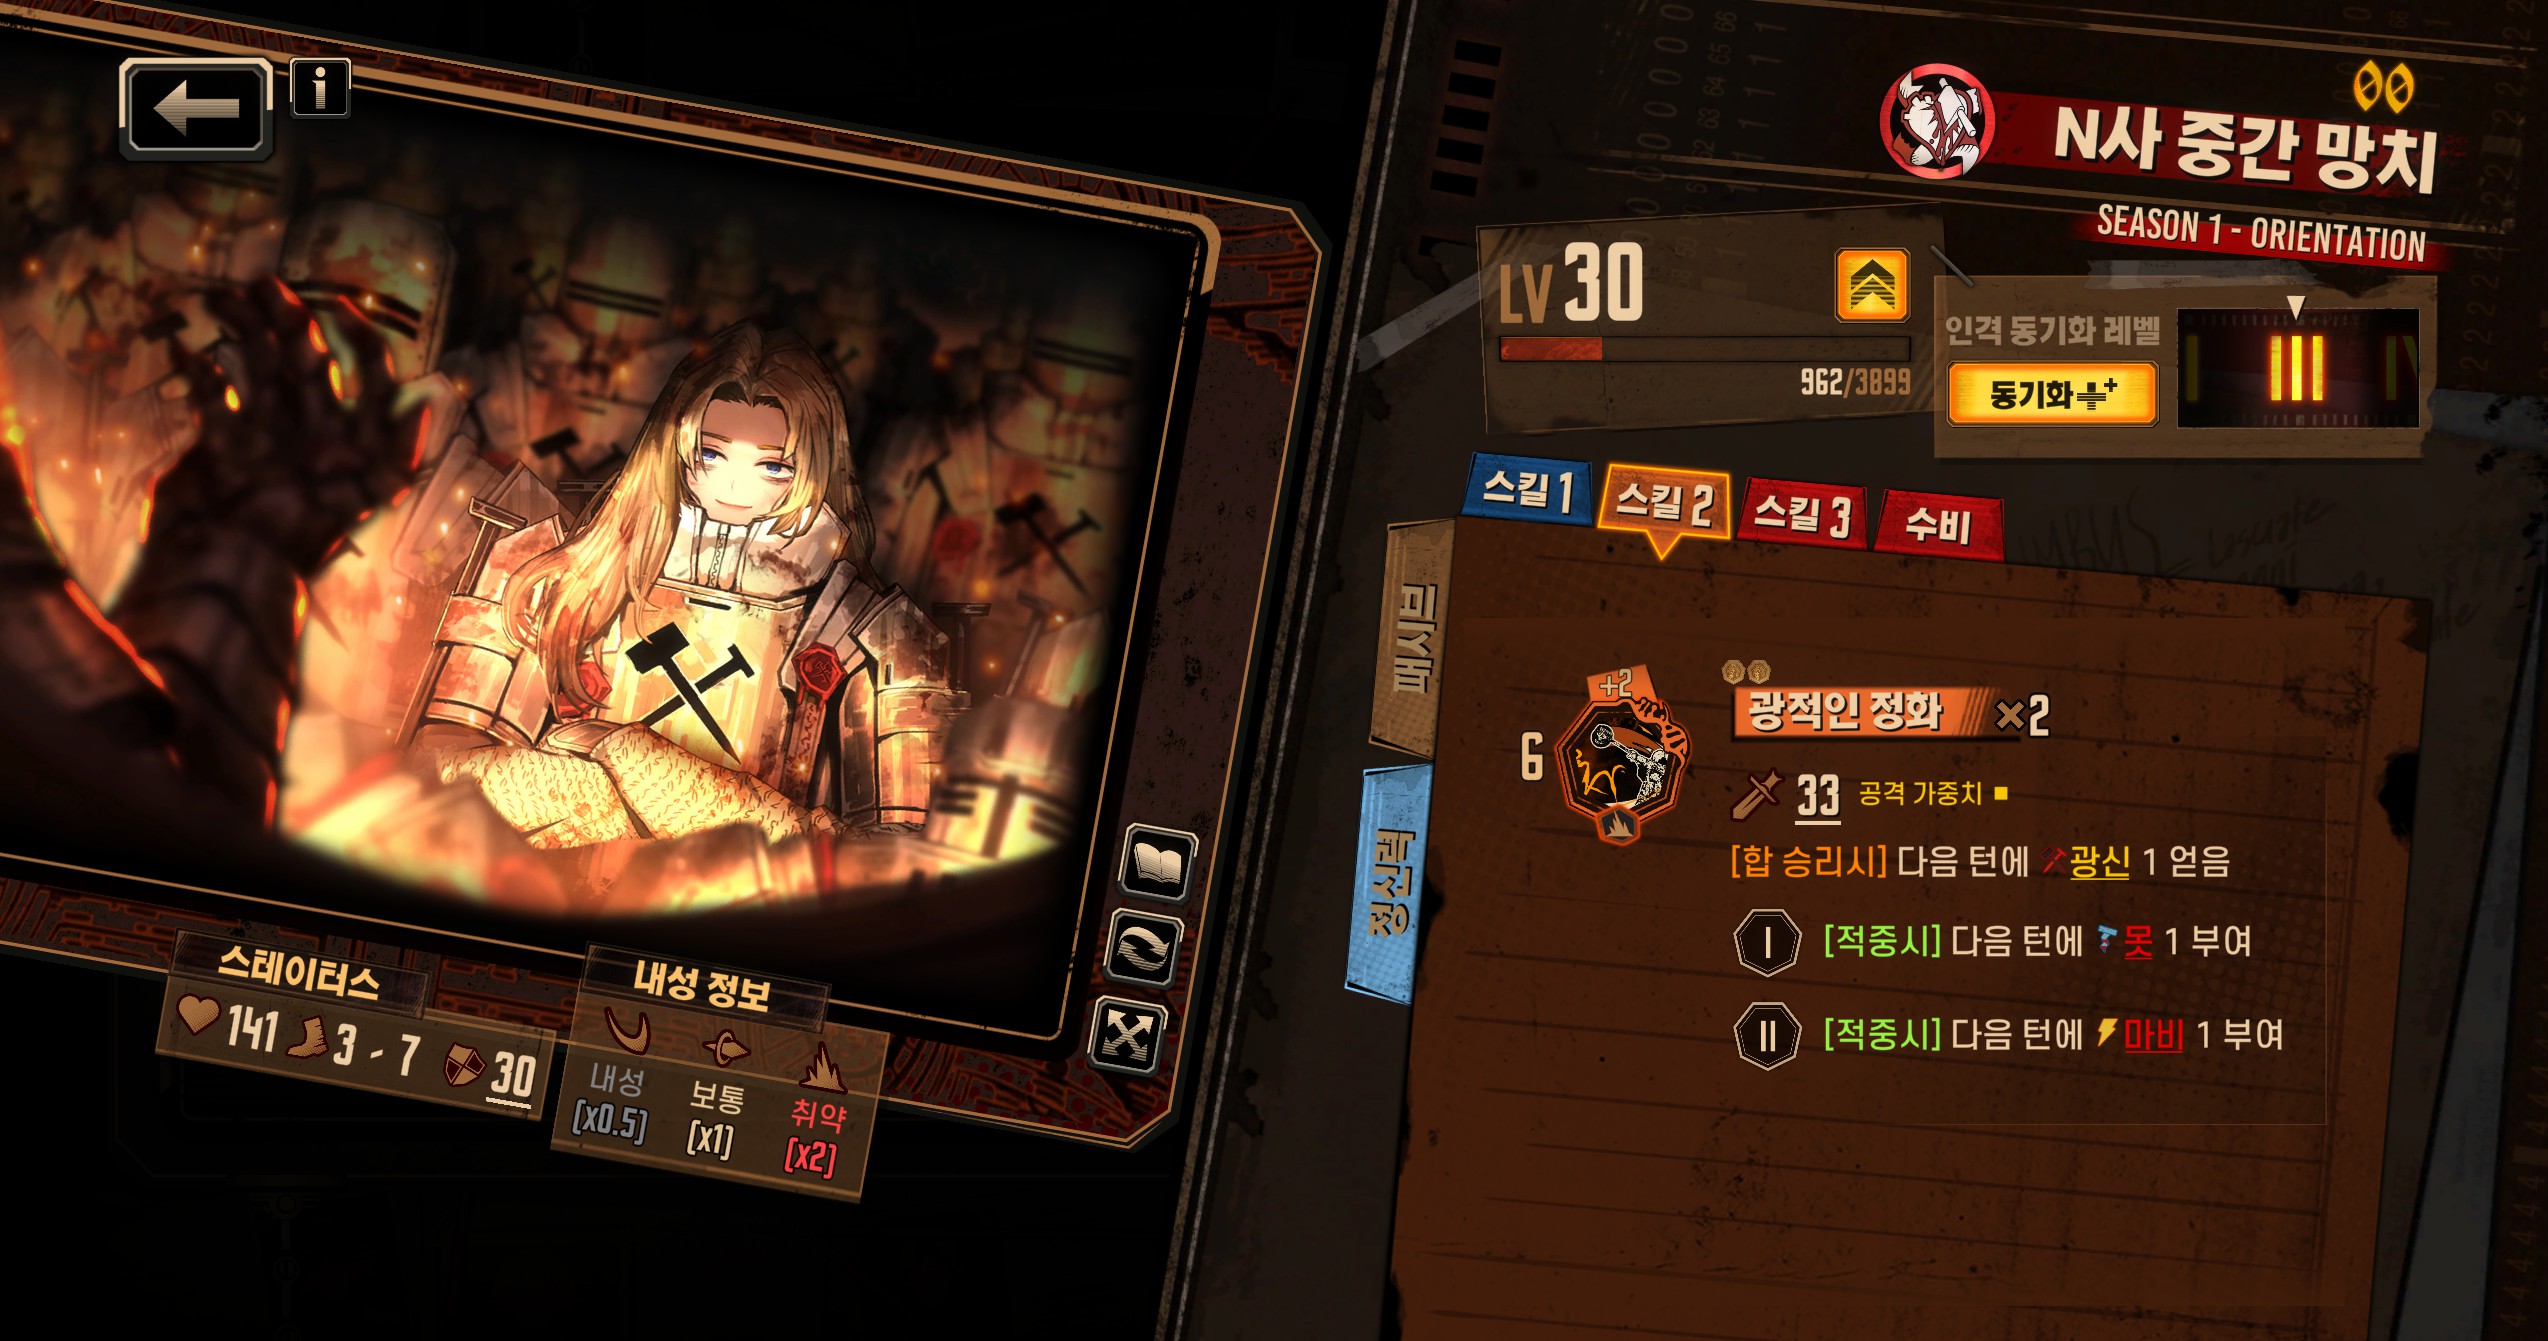 N사 중간 망치
SEASON 1 - ORIENTATION
LV 30
962/3899
인격 동기화 레벨
동기화
III
스킬 1
스킬 2
스킬 3
수비
패시브
정신력
+2
6
광적인 정화 ×2
33 공격 가중치
[합 승리시] 다음 턴에 광신 1 얻음
I [적중시] 다음 턴에 못 1 부여
II [적중시] 다음 턴에 마비 1 부여
스테이터스
141 3 - 7 30
내성 정보
내성 보통 취약
[x0.5] [x1] [x2]